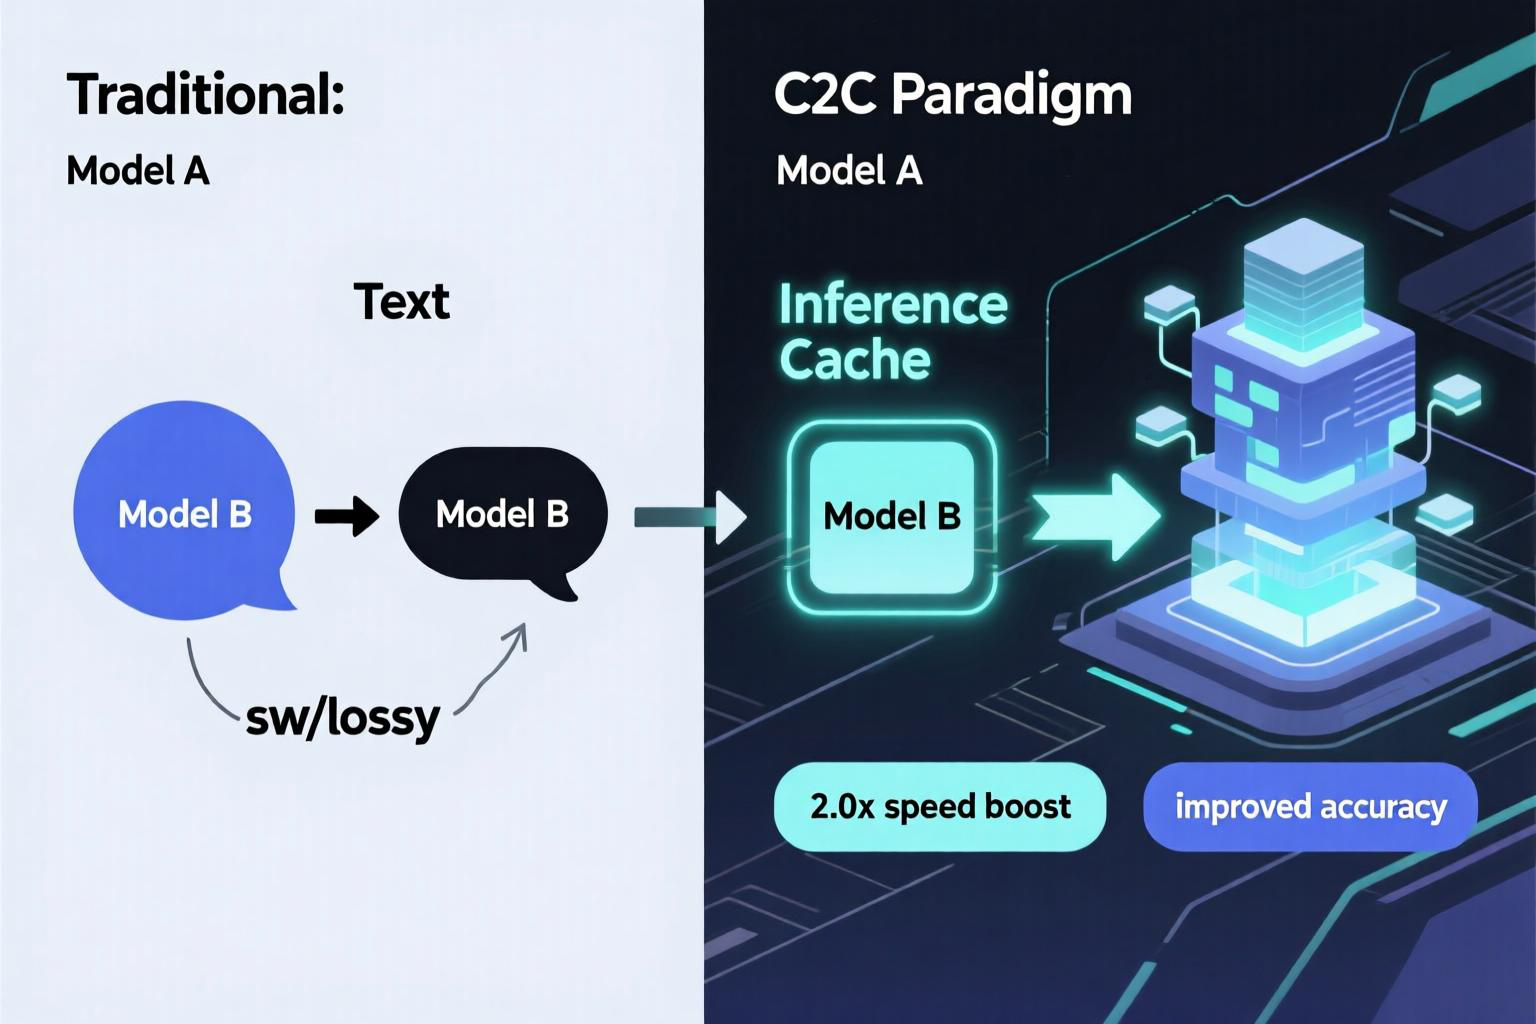 Traditional:
Model A
Text
Model B
Model B
sw/lossy
C2C Paradigm
Model A
Inference
Cache
Model B
2.0x speed boost
improved accuracy